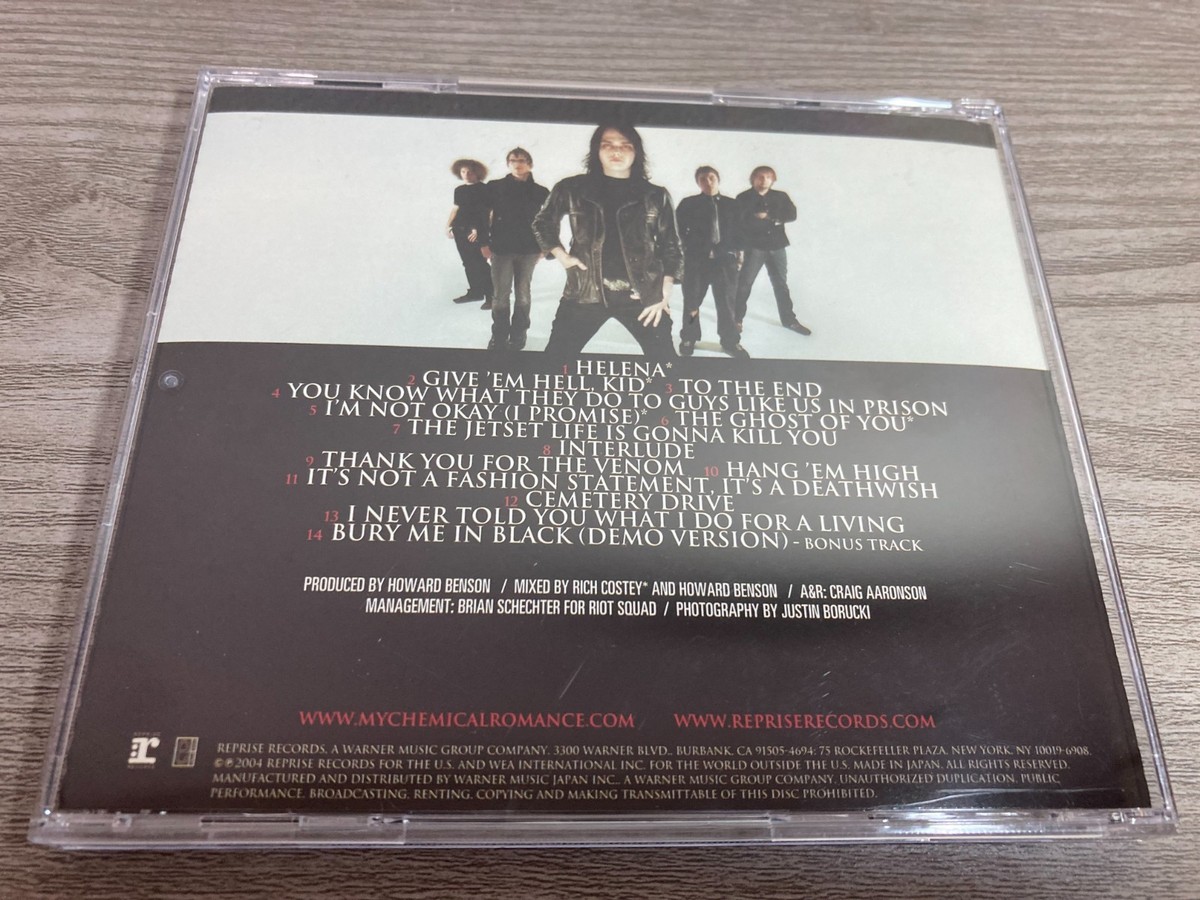 1 HELENA*
2 GIVE 'EM HELL, KID* 3 TO THE END
4 YOU KNOW WHAT THEY DO TO GUYS LIKE US IN PRISON
5 I'M NOT OKAY (I PROMISE)* 6 THE GHOST OF YOU*
7 THE JETSET LIFE IS GONNA KILL YOU
8 INTERLUDE
9 THANK YOU FOR THE VENOM 10 HANG 'EM HIGH
11 IT'S NOT A FASHION STATEMENT, IT'S A DEATHWISH
12 CEMETERY DRIVE
13 I NEVER TOLD YOU WHAT I DO FOR A LIVING
14 BURY ME IN BLACK (DEMO VERSION) - BONUS TRACK
PRODUCED BY HOWARD BENSON / MIXED BY RICH COSTEY* AND HOWARD BENSON / A&R: CRAIG AARONSON
MANAGEMENT: BRIAN SCHECHTER FOR RIOT SQUAD / PHOTOGRAPHY BY JUSTIN BORUCKI
WWW.MYCHEMICALROMANCE.COM WWW.REPRISERECORDS.COM
REPRISE RECORDS, A WARNER MUSIC GROUP COMPANY, 3300 WARNER BLVD., BURBANK, CA 91505-4694; 75 ROCKEFELLER PLAZA, NEW YORK, NY 10019-6908.
©℗2004 REPRISE RECORDS FOR THE U.S. AND WEA INTERNATIONAL INC. FOR THE WORLD OUTSIDE THE U.S. MADE IN JAPAN. ALL RIGHTS RESERVED.
MANUFACTURED AND DISTRIBUTED BY WARNER MUSIC JAPAN INC., A WARNER MUSIC GROUP COMPANY. UNAUTHORIZED DUPLICATION, PUBLIC
PERFORMANCE, BROADCASTING, RENTING, COPYING AND MAKING TRANSMITTABLE OF THIS DISC PROHIBITED.